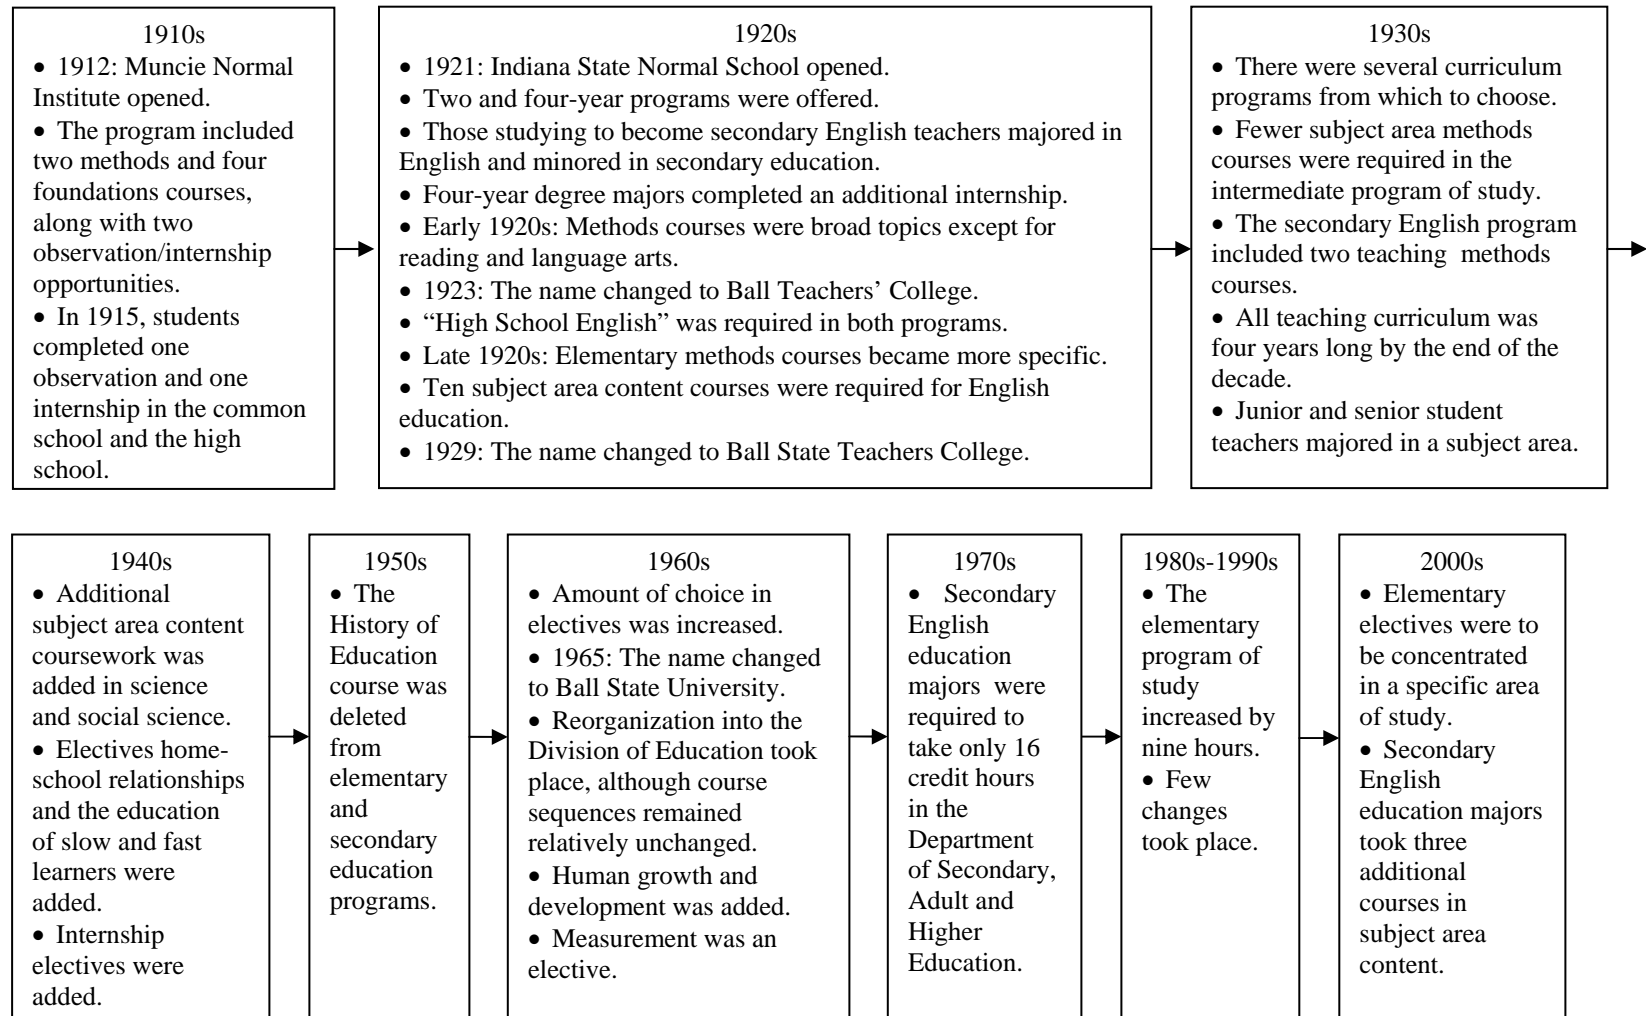 1910s
• 1912: Muncie Normal
Institute opened.
• The program included
two methods and four
foundations courses,
along with two
observation/internship
opportunities.
• In 1915, students
completed one
observation and one
internship in the common
school and the high
school.
1920s
• 1921: Indiana State Normal School opened.
• Two and four-year programs were offered.
• Those studying to become secondary English teachers majored in
English and minored in secondary education.
• Four-year degree majors completed an additional internship.
• Early 1920s: Methods courses were broad topics except for
reading and language arts.
• 1923: The name changed to Ball Teachers’ College.
• “High School English” was required in both programs.
• Late 1920s: Elementary methods courses became more specific.
• Ten subject area content courses were required for English
education.
• 1929: The name changed to Ball State Teachers College.
1930s
• There were several curriculum
programs from which to choose.
• Fewer subject area methods
courses were required in the
intermediate program of study.
• The secondary English program
included two teaching methods
courses.
• All teaching curriculum was
four years long by the end of the
decade.
• Junior and senior student
teachers majored in a subject area.
1940s
• Additional
subject area content
coursework was
added in science
and social science.
• Electives home-
school relationships
and the education
of slow and fast
learners were
added.
• Internship
electives were
added.
1950s
• The
History of
Education
course was
deleted
from
elementary
and
secondary
education
programs.
1960s
• Amount of choice in
electives was increased.
• 1965: The name changed
to Ball State University.
• Reorganization into the
Division of Education took
place, although course
sequences remained
relatively unchanged.
• Human growth and
development was added.
• Measurement was an
elective.
1970s
• Secondary
English
education
majors were
required to
take only 16
credit hours
in the
Department
of Secondary,
Adult and
Higher
Education.
1980s-1990s
• The
elementary
program of
study
increased by
nine hours.
• Few
changes
took place.
2000s
• Elementary
electives were to
be concentrated
in a specific area
of study.
• Secondary
English
education majors
took three
additional
courses in
subject area
content.